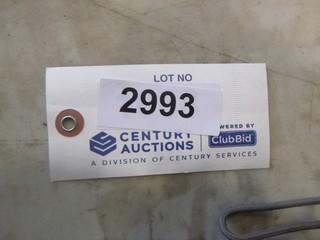 LOT NO
2993
CENTURY AUCTIONS
POWERED BY
ClubBid
A DIVISION OF CENTURY SERVICES